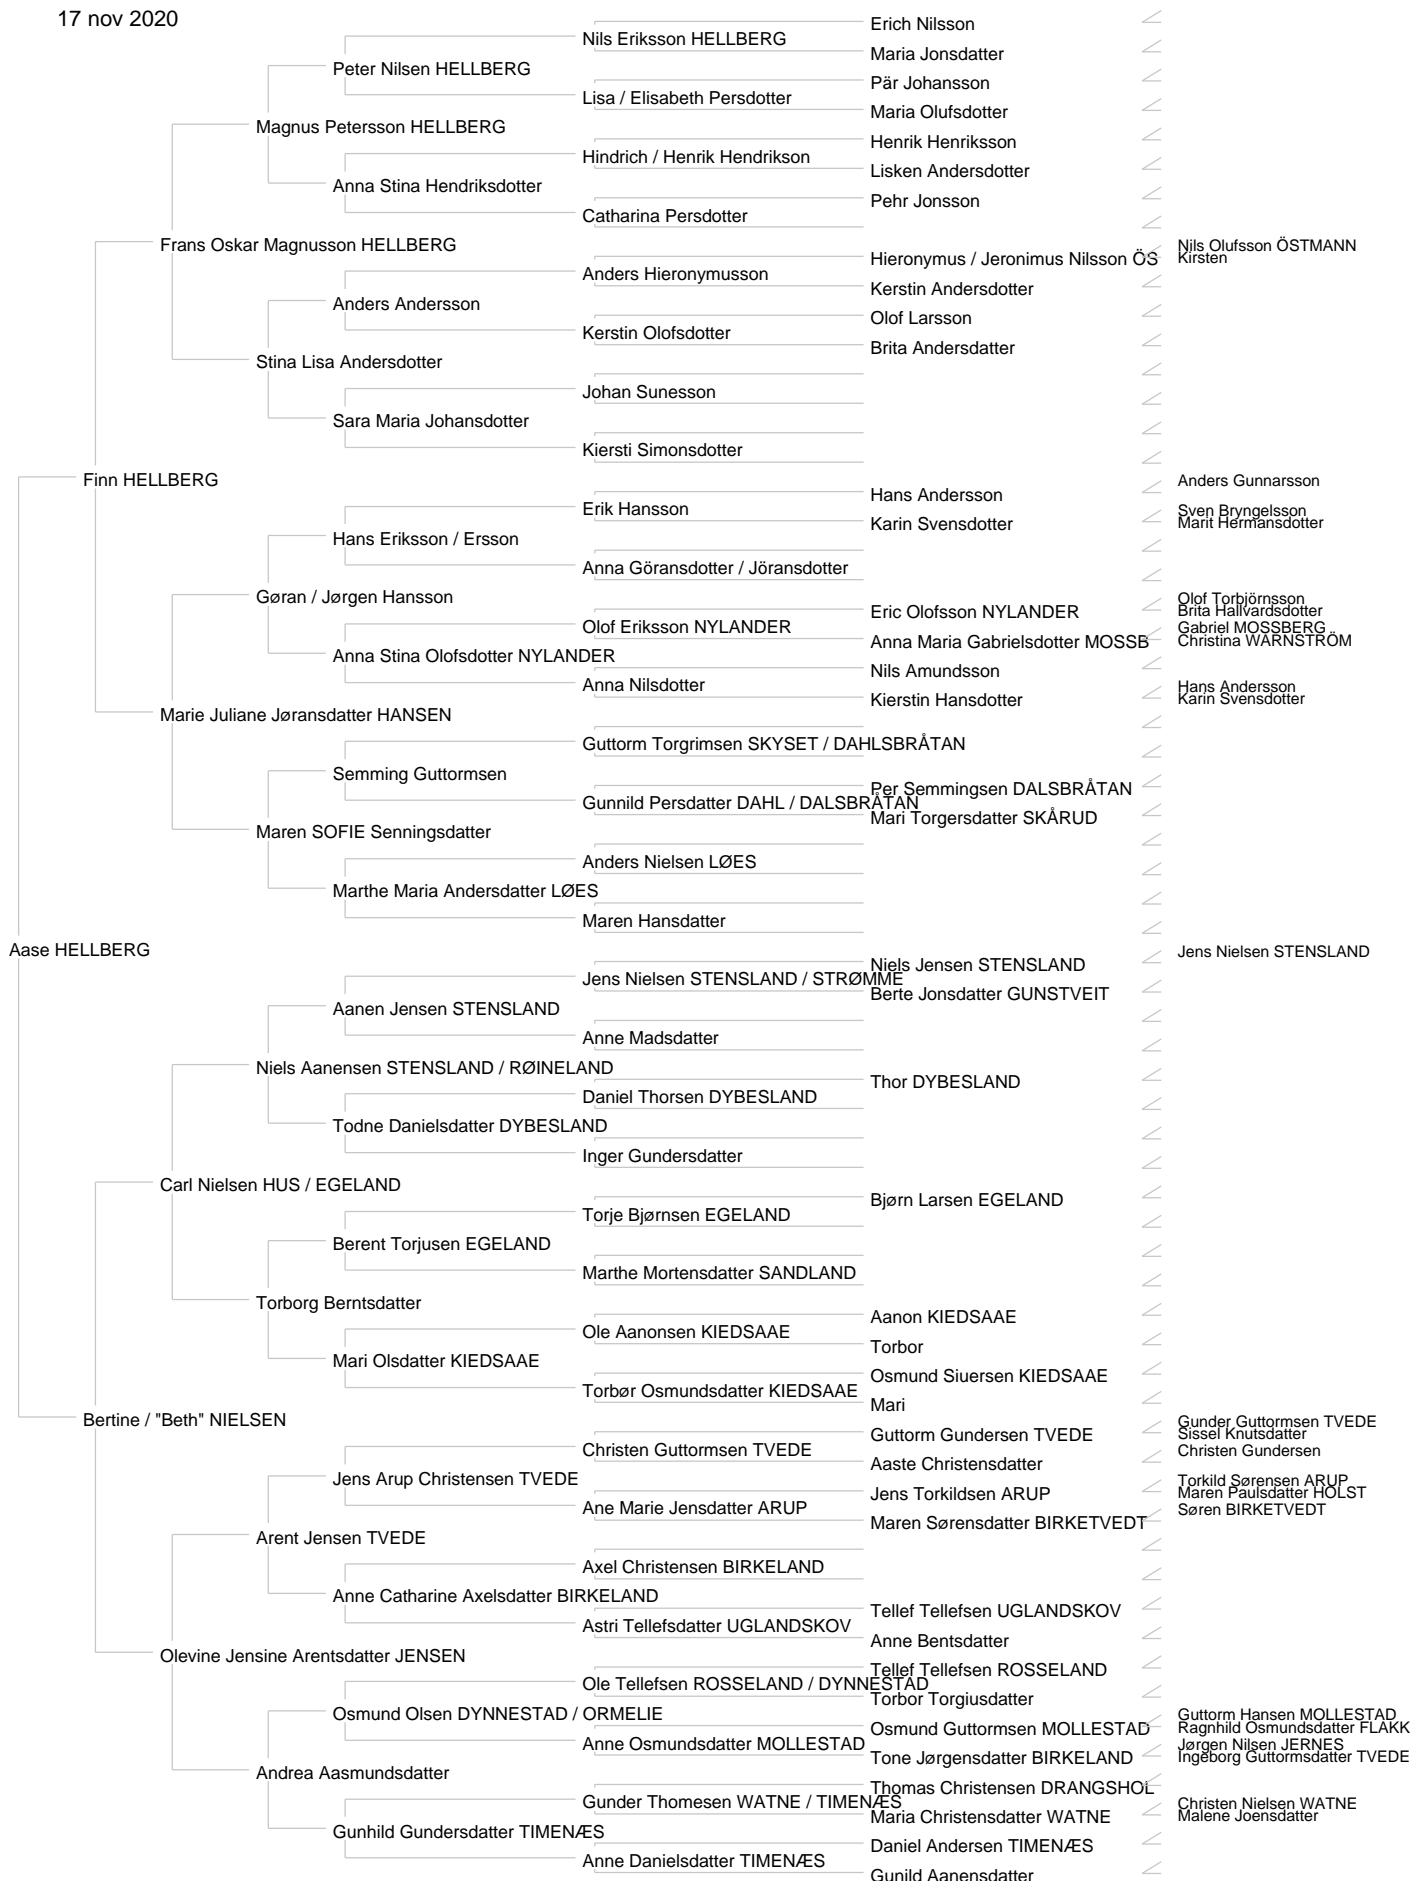 17 nov 2020
Erich Nilsson
Nils Eriksson HELLBERG
Maria Jonsdatter
Peter Nilsen HELLBERG
Pär Johansson
Lisa / Elisabeth Persdotter
Maria Olufsdotter
Magnus Petersson HELLBERG
Henrik Henriksson
Hindrich / Henrik Hendrikson
Lisken Andersdotter
Anna Stina Hendriksdotter
Pehr Jonsson
Catharina Persdotter
Frans Oskar Magnusson HELLBERG
Nils Olufsson ÖSTMANN
Hieronymus / Jeronimus Nilsson ÖS
Kirsten
Anders Hieronymusson
Kerstin Andersdotter
Anders Andersson
Olof Larsson
Kerstin Olofsdotter
Brita Andersdatter
Stina Lisa Andersdotter
Johan Sunesson
Sara Maria Johansdotter
Kiersti Simonsdotter
Finn HELLBERG
Anders Gunnarsson
Hans Andersson
Erik Hansson
Sven Bryngelsson
Karin Svensdotter
Marit Hermansdotter
Hans Eriksson / Ersson
Anna Göransdotter / Jöransdotter
Gøran / Jørgen Hansson
Olof Torbjörnsson
Eric Olofsson NYLANDER
Brita Hallvardsdotter
Olof Eriksson NYLANDER
Gabriel MOSSBERG
Anna Maria Gabrielsdotter MOSSB
Christina WARNSTRÖM
Anna Stina Olofsdotter NYLANDER
Nils Amundsson
Anna Nilsdotter
Hans Andersson
Kierstin Hansdotter
Karin Svensdotter
Marie Juliane Jøransdatter HANSEN
Guttorm Torgrimsen SKYSET / DAHLSBRÅTAN
Semming Guttormsen
Per Semmingsen DALSBRÅTAN
Gunnild Persdatter DAHL / DALSBRÅTAN
Mari Torgersdatter SKÅRUD
Maren SOFIE Senningsdatter
Anders Nielsen LØES
Marthe Maria Andersdatter LØES
Maren Hansdatter
Aase HELLBERG
Jens Nielsen STENSLAND
Niels Jensen STENSLAND
Jens Nielsen STENSLAND / STRØMME
Berte Jonsdatter GUNSTVEIT
Aanen Jensen STENSLAND
Anne Madsdatter
Niels Aanensen STENSLAND / RØINELAND
Thor DYBESLAND
Daniel Thorsen DYBESLAND
Todne Danielsdatter DYBESLAND
Inger Gundersdatter
Carl Nielsen HUS / EGELAND
Bjørn Larsen EGELAND
Torje Bjørnsen EGELAND
Berent Torjusen EGELAND
Marthe Mortensdatter SANDLAND
Torborg Berntsdatter
Aanon KIEDSAAE
Ole Aanonsen KIEDSAAE
Torbor
Mari Olsdatter KIEDSAAE
Osmund Siuersen KIEDSAAE
Torbør Osmundsdatter KIEDSAAE
Mari
Bertine / "Beth" NIELSEN
Gunder Guttormsen TVEDE
Guttorm Gundersen TVEDE
Sissel Knutsdatter
Christen Guttormsen TVEDE
Christen Gundersen
Aaste Christensdatter
Jens Arup Christensen TVEDE
Torkild Sørensen ARUP
Jens Torkildsen ARUP
Maren Paulsdatter HOLST
Ane Marie Jensdatter ARUP
Søren BIRKETVEDT
Maren Sørensdatter BIRKETVEDT
Arent Jensen TVEDE
Axel Christensen BIRKELAND
Anne Catharine Axelsdatter BIRKELAND
Tellef Tellefsen UGLANDSKOV
Astri Tellefsdatter UGLANDSKOV
Anne Bentsdatter
Olevine Jensine Arentsdatter JENSEN
Tellef Tellefsen ROSSELAND
Ole Tellefsen ROSSELAND / DYNNESTAD
Torbor Torgiusdatter
Osmund Olsen DYNNESTAD / ORMELIE
Guttorm Hansen MOLLESTAD
Osmund Guttormsen MOLLESTAD
Ragnhild Osmundsdatter FLAKK
Anne Osmundsdatter MOLLESTAD
Jørgen Nilsen JERNES
Tone Jørgensdatter BIRKELAND
Ingeborg Guttormsdatter TVEDE
Andrea Aasmundsdatter
Thomas Christensen DRANGSHOL
Gunder Thomesen WATNE / TIMENÆS
Christen Nielsen WATNE
Maria Christensdatter WATNE
Malene Joensdatter
Gunhild Gundersdatter TIMENÆS
Daniel Andersen TIMENÆS
Anne Danielsdatter TIMENÆS
Gunild Aanensdatter